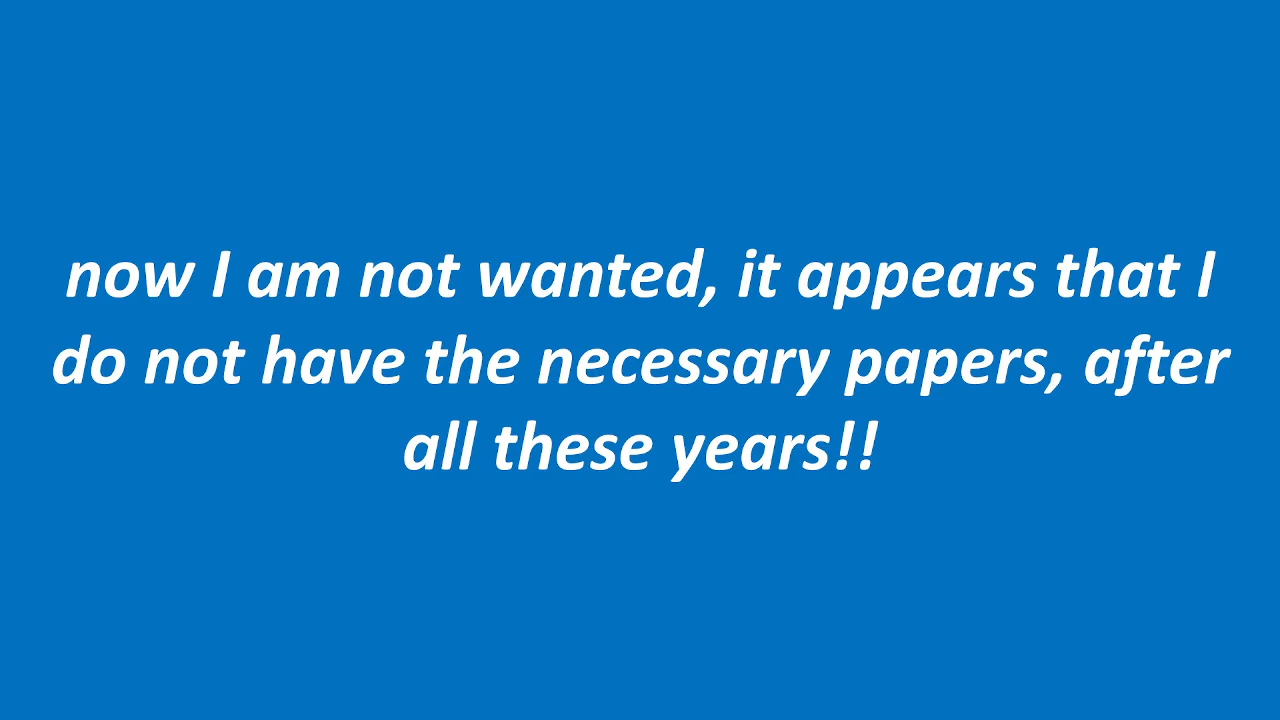 now I am not wanted, it appears that I
do not have the necessary papers, after
all these years!!